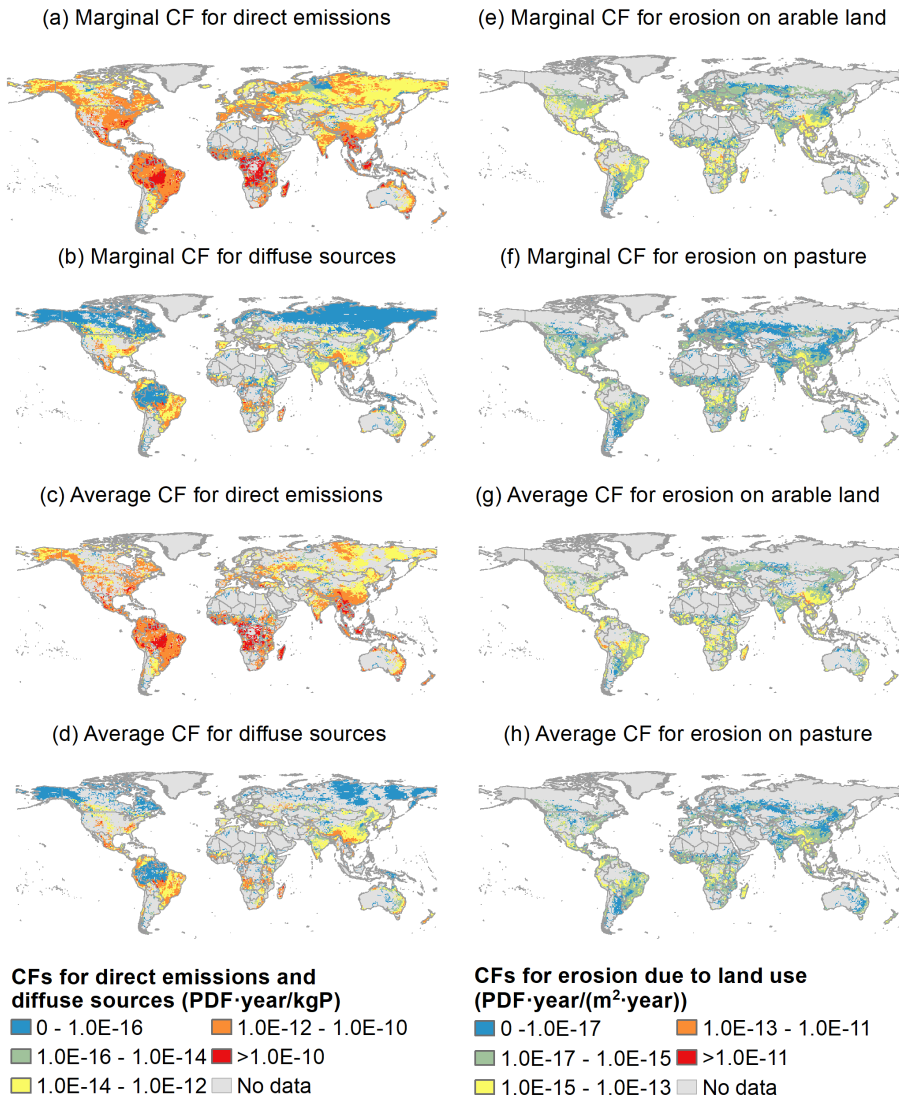 (a) Marginal CF for direct emissions
(e) Marginal CF for erosion on arable land
(b) Marginal CF for diffuse sources
(f) Marginal CF for erosion on pasture
(c) Average CF for direct emissions
(g) Average CF for erosion on arable land
(d) Average CF for diffuse sources
(h) Average CF for erosion on pasture
CFs for direct emissions and
diffuse sources (PDF·year/kgP)
0 - 1.0E-16
1.0E-12 - 1.0E-10
1.0E-16 - 1.0E-14
>1.0E-10
1.0E-14 - 1.0E-12
No data
CFs for erosion due to land use
(PDF·year/(m²·year))
0 -1.0E-17
1.0E-13 - 1.0E-11
1.0E-17 - 1.0E-15
>1.0E-11
1.0E-15 - 1.0E-13
No data